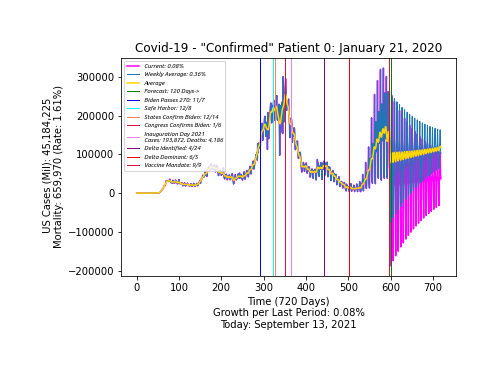 Covid-19 - "Confirmed" Patient 0: January 21, 2020
Current: 0.08%
Weekly Average: 0.36%
Average
Forecast: 120 Days->
Biden Passes 270: 11/7
Safe Harbor: 12/8
States Confirm Biden: 12/14
Congress Confirms Biden: 1/6
Inauguration Day 2021
Cases: 193,872, Deaths: 4,166
Delta Identified: 4/24
Delta Dominant: 6/5
Vaccine Mandate: 9/9
US Cases (Mil): 45,184,225
Mortality: 659,970 (Rate: 1.61%)
300000
200000
100000
0
−100000
−200000
0 100 200 300 400 500 600 700
Time (720 Days)
Growth per Last Period: 0.08%
Today: September 13, 2021